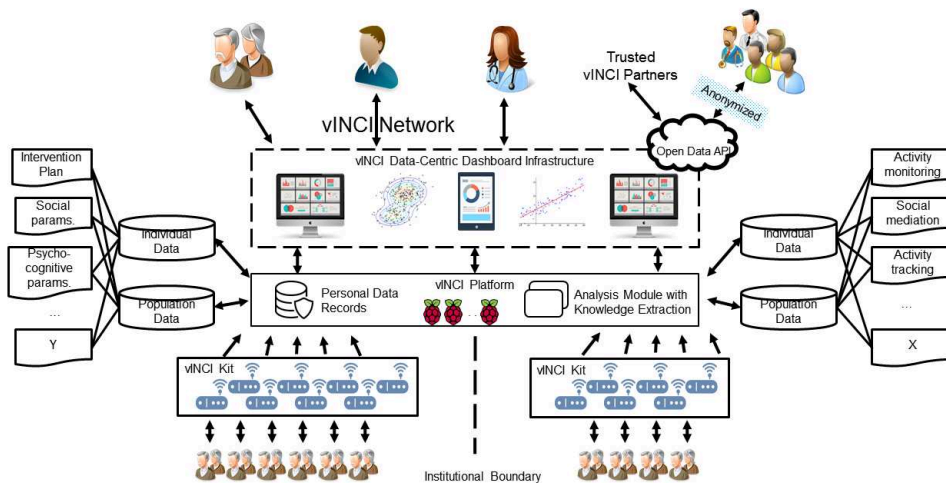 Trusted
vINCI Partners
Anonymized
vINCI Network
Open Data API
vINCI Data-Centric Dashboard Infrastructure
Intervention
Plan
Social
params.
Psycho-
cognitive
params.
...
Y
Individual
Data
Population
Data
vINCI Platform
Personal Data
Records
...
Analysis Module with
Knowledge Extraction
Individual
Data
Population
Data
Activity
monitoring
Social
mediation
Activity
tracking
...
X
vINCI Kit
vINCI Kit
Institutional Boundary